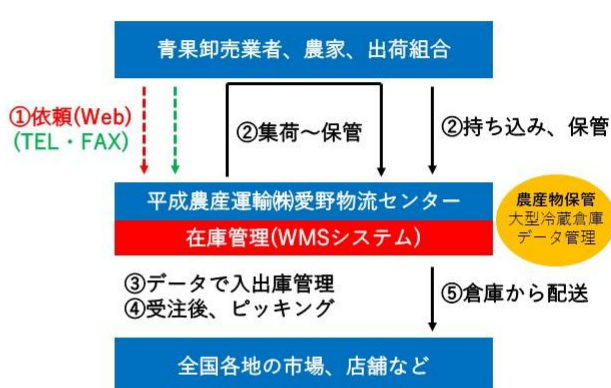 青果卸売業者、農家、出荷組合
①依頼(Web)
(TEL・FAX)
②集荷～保管
②持ち込み、保管
平成農産運輸㈱愛野物流センター
在庫管理(WMSシステム)
農産物保管
大型冷蔵倉庫
データ管理
③データで入出庫管理
④受注後、ピッキング
⑤倉庫から配送
全国各地の市場、店舗など